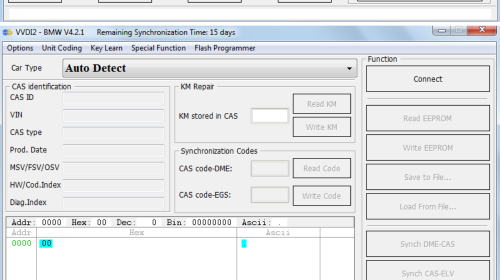 VVDI2 - BMW V4.2.1 Remaining Synchronization Time: 15 days
Options Unit Coding Key Learn Special Function Flash Programmer
Car Type Auto Detect
CAS identification
CAS ID
VIN
CAS type
Prod. Date
MSV/FSV/OSV
HW/Cod.Index
Diag.Index
KM Repair
KM stored in CAS
Read KM
Write KM
Synchronization Codes
CAS code-DME: Read Code
CAS code-EGS: Write Code
Function
Connect
Read EEPROM
Write EEPROM
Save to File...
Load From File...
Synch DME-CAS
Synch CAS-ELV
Addr: 0000 Hex: 00 Dec: 0 Bin: 00000000 Ascii: .
Addr Hex Ascii
0000 00